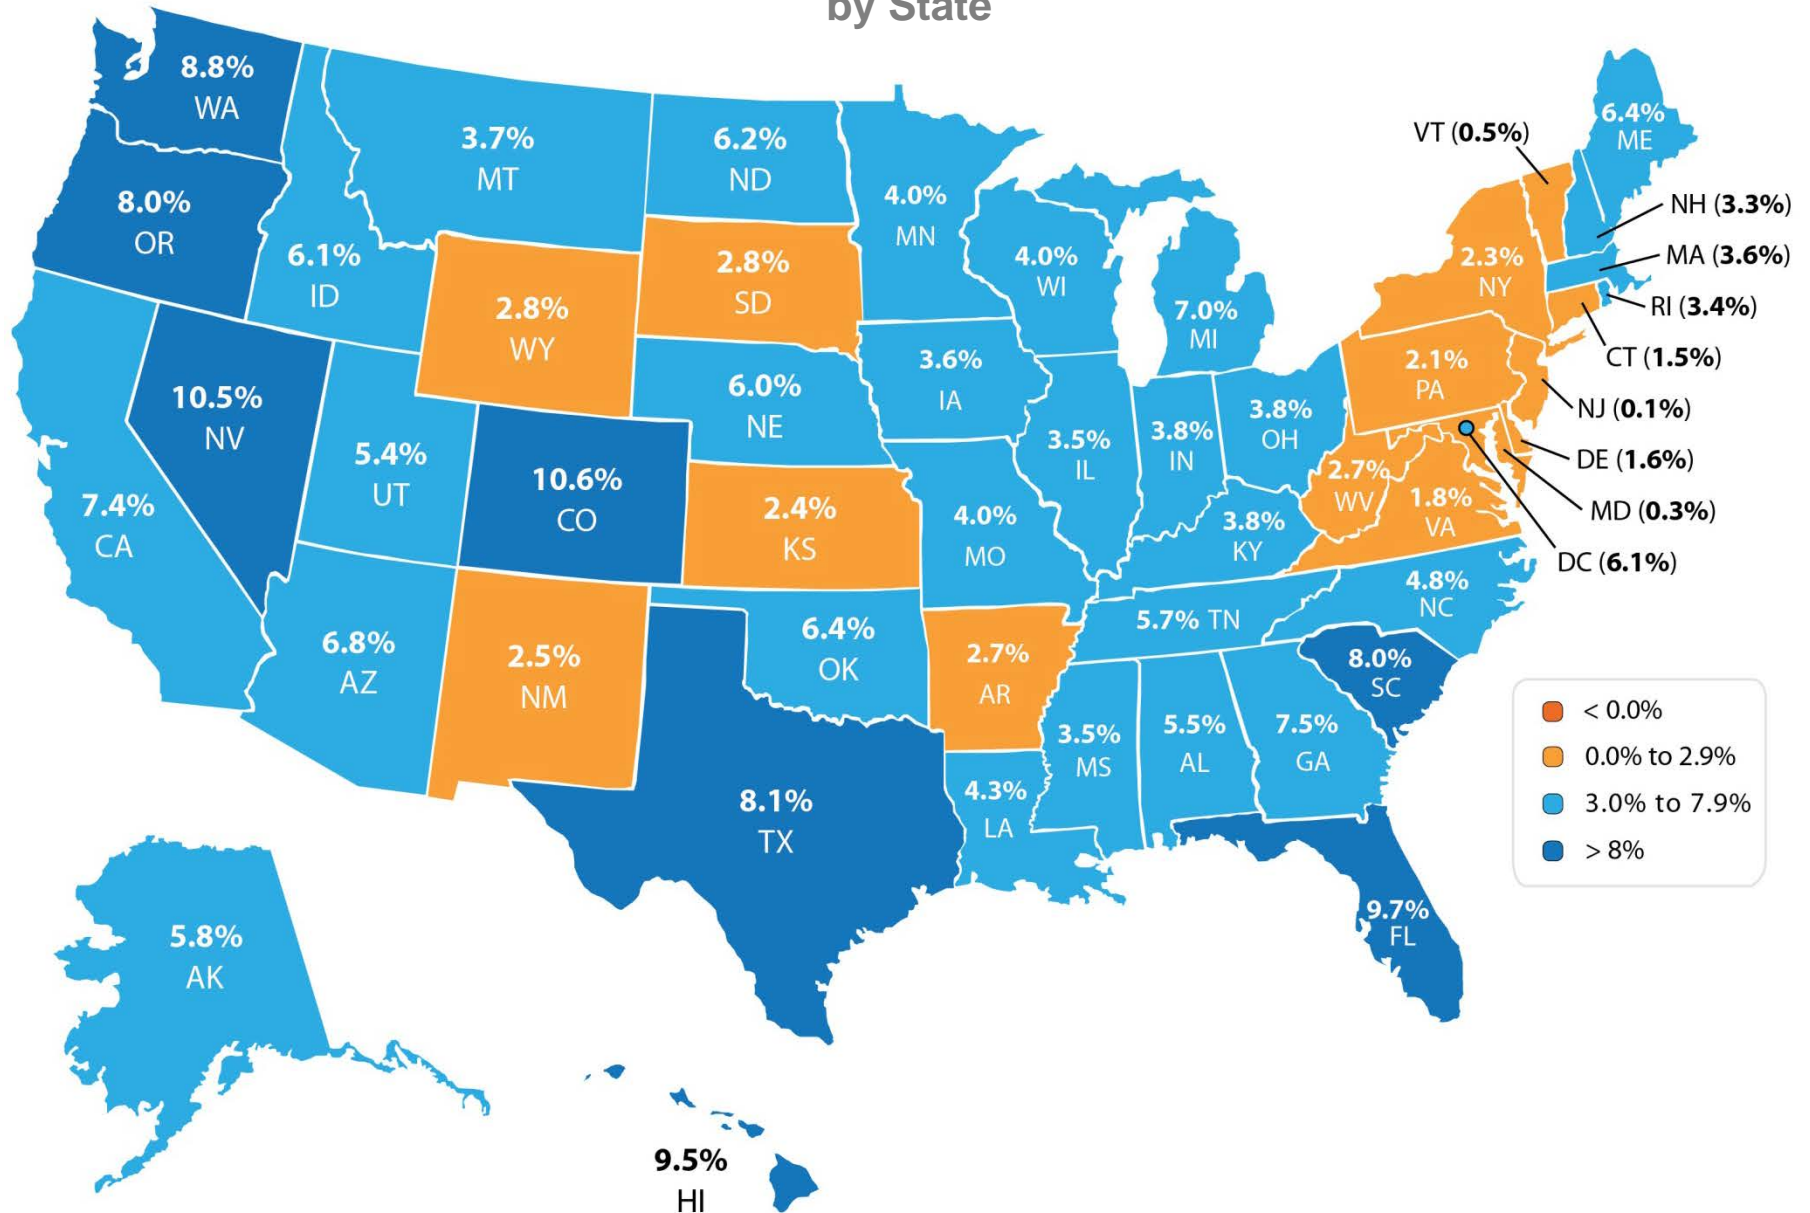 by State
8.8%
WA
8.0%
OR
6.1%
ID
3.7%
MT
6.2%
ND
4.0%
MN
2.8%
WY
2.8%
SD
4.0%
WI
7.0%
MI
6.4%
ME
VT (0.5%)
NH (3.3%)
MA (3.6%)
RI (3.4%)
CT (1.5%)
NJ (0.1%)
DE (1.6%)
MD (0.3%)
DC (6.1%)
2.3%
NY
2.1%
PA
7.4%
CA
10.5%
NV
5.4%
UT
10.6%
CO
6.0%
NE
3.6%
IA
2.4%
KS
4.0%
MO
3.5%
IL
3.8%
IN
3.8%
OH
3.8%
KY
2.7%
WV
1.8%
VA
4.8%
NC
5.7% TN
6.8%
AZ
2.5%
NM
6.4%
OK
2.7%
AR
8.0%
SC
3.5%
MS
5.5%
AL
7.5%
GA
8.1%
TX
4.3%
LA
9.7%
FL
5.8%
AK
9.5%
HI
< 0.0%
0.0% to 2.9%
3.0% to 7.9%
> 8%